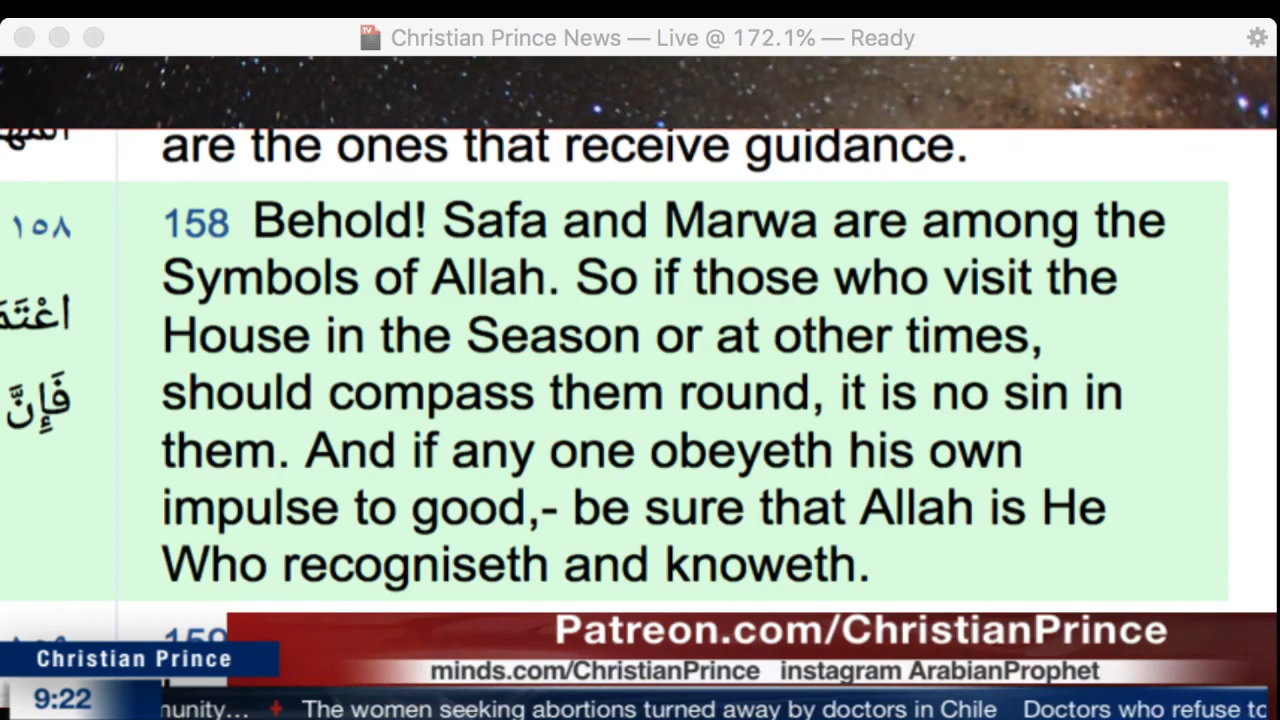 Christian Prince News — Live @ 172.1% — Ready
are the ones that receive guidance.
١٥٨
158 Behold! Safa and Marwa are among the
Symbols of Allah. So if those who visit the
House in the Season or at other times,
should compass them round, it is no sin in
them. And if any one obeyeth his own
impulse to good,- be sure that Allah is He
Who recogniseth and knoweth.
فَإِنَّ
159
Patreon.com/ChristianPrince
Christian Prince
minds.com/ChristianPrince instagram ArabianProphet
9:22
The women seeking abortions turned away by doctors in Chile Doctors who refuse to